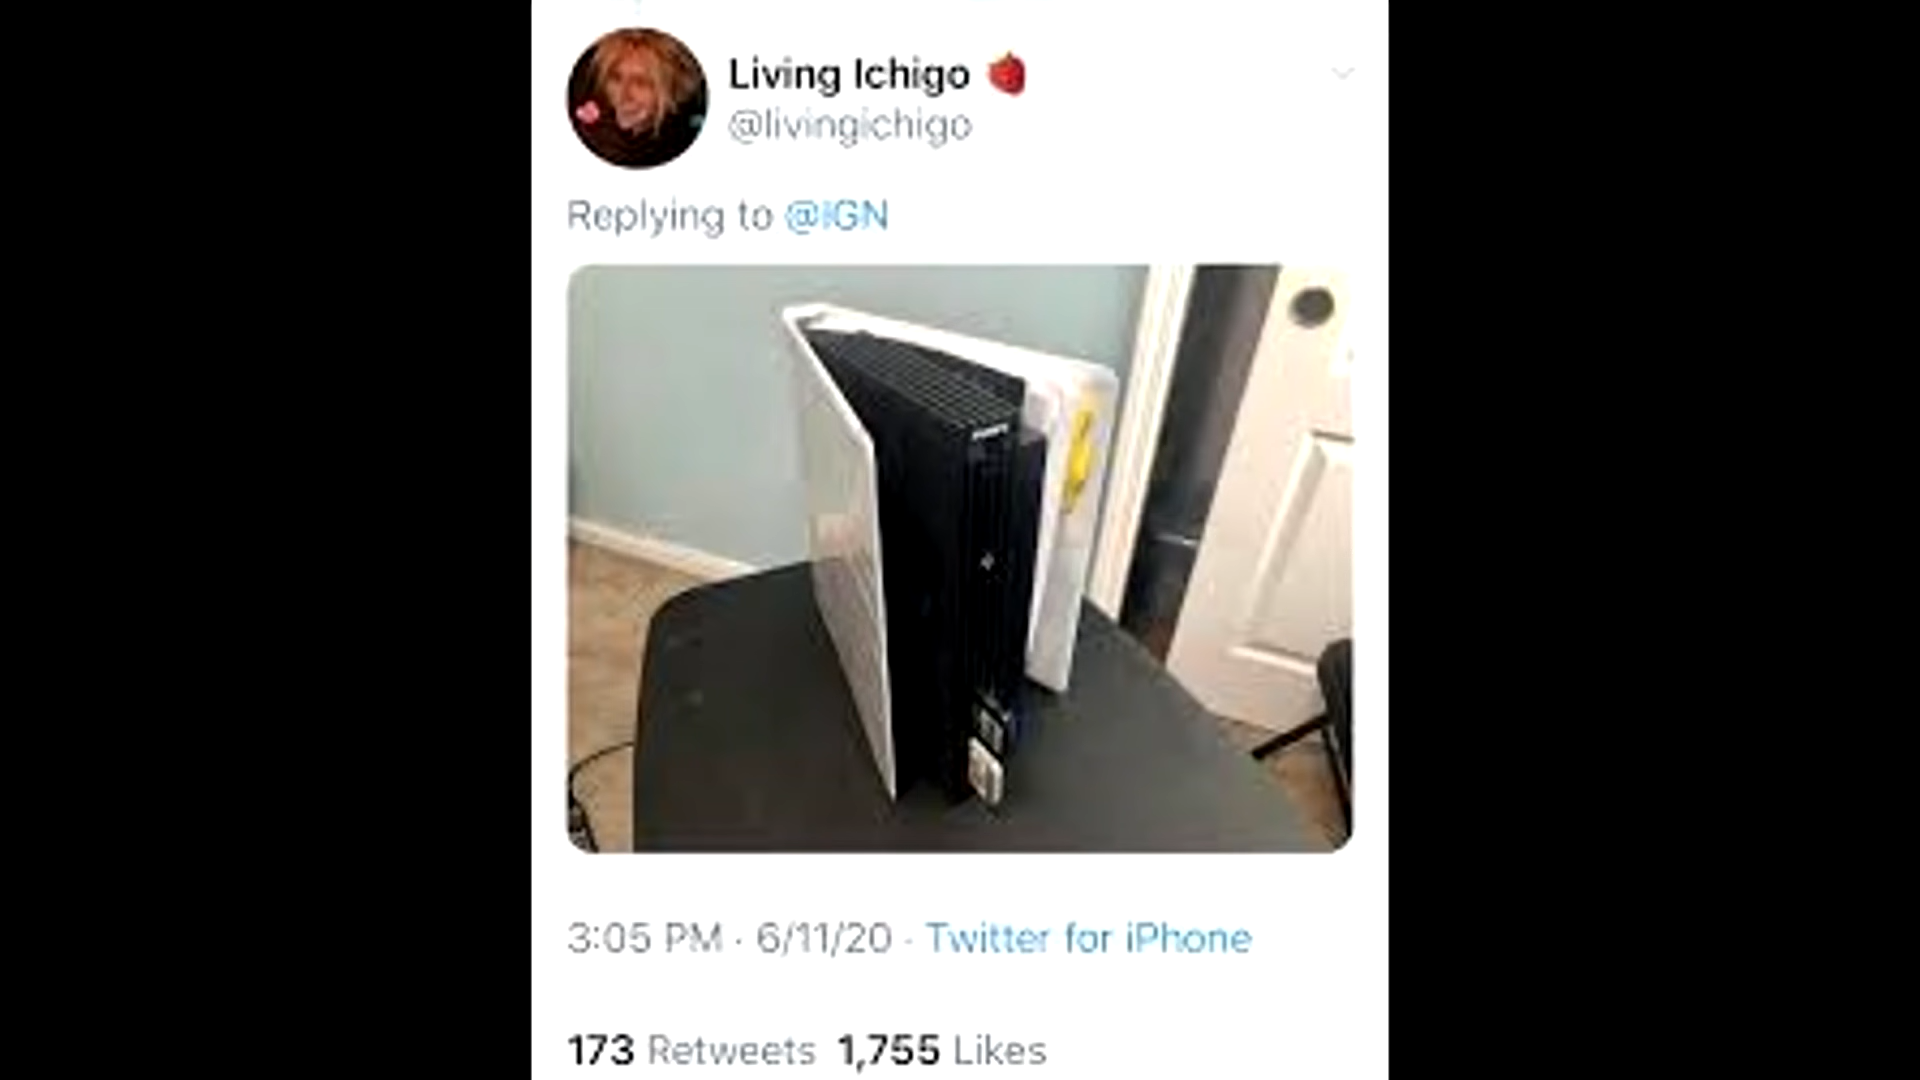 Living Ichigo 🍓
@livingichigo
Replying to @IGN
3:05 PM · 6/11/20 · Twitter for iPhone
173 Retweets 1,755 Likes